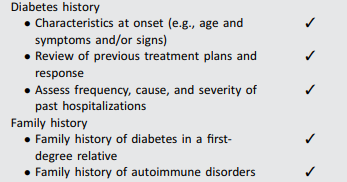 Diabetes history
• Characteristics at onset (e.g., age and ✓
symptoms and/or signs)
• Review of previous treatment plans and ✓
response
• Assess frequency, cause, and severity of ✓
past hospitalizations
Family history
• Family history of diabetes in a first- ✓
degree relative
• Family history of autoimmune disorders ✓